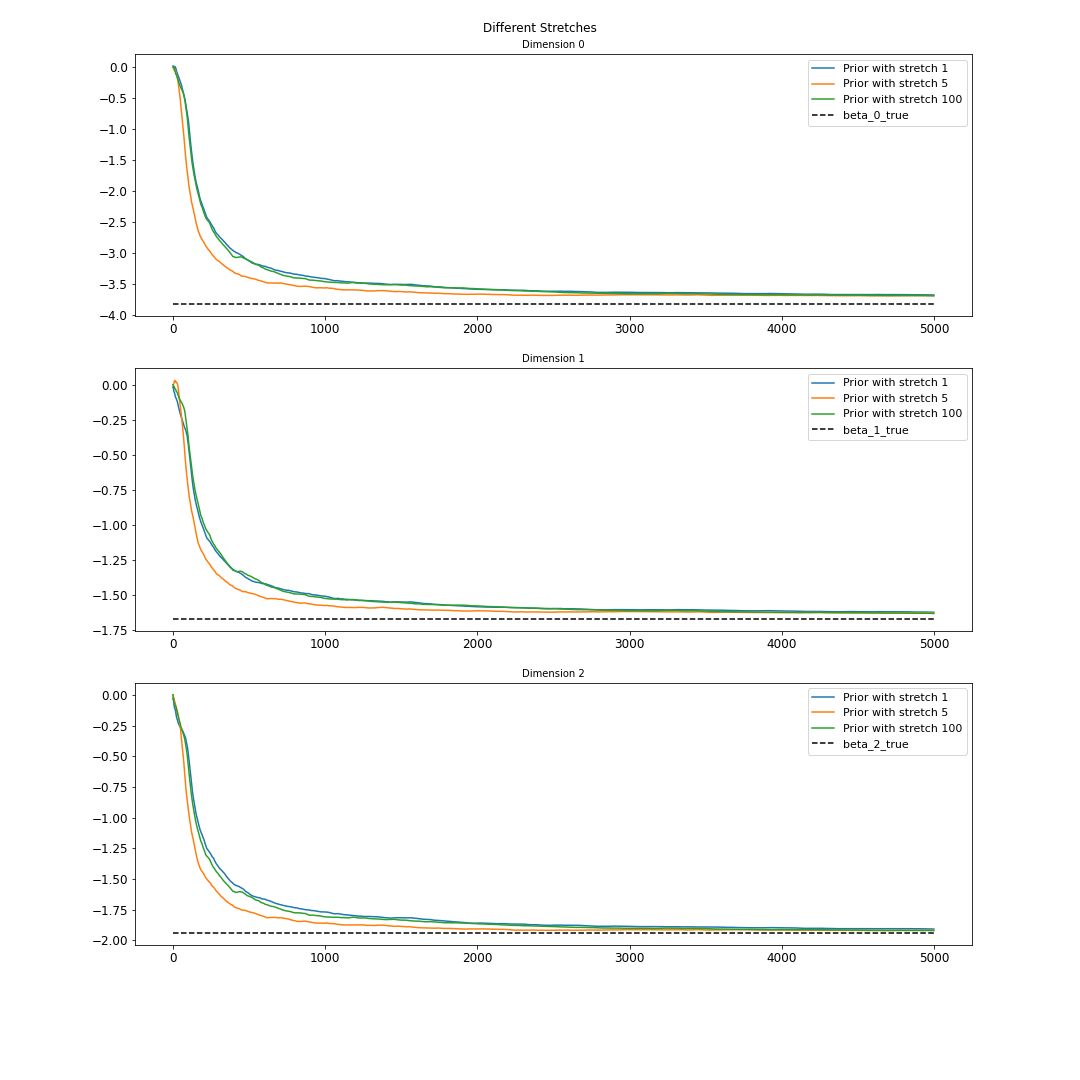 Different Stretches
Dimension 0
0.0
−0.5
−1.0
−1.5
−2.0
−2.5
−3.0
−3.5
−4.0
Prior with stretch 1
Prior with stretch 5
Prior with stretch 100
beta_0_true
0 1000 2000 3000 4000 5000
Dimension 1
0.00
−0.25
−0.50
−0.75
−1.00
−1.25
−1.50
−1.75
Prior with stretch 1
Prior with stretch 5
Prior with stretch 100
beta_1_true
0 1000 2000 3000 4000 5000
Dimension 2
0.00
−0.25
−0.50
−0.75
−1.00
−1.25
−1.50
−1.75
−2.00
Prior with stretch 1
Prior with stretch 5
Prior with stretch 100
beta_2_true
0 1000 2000 3000 4000 5000